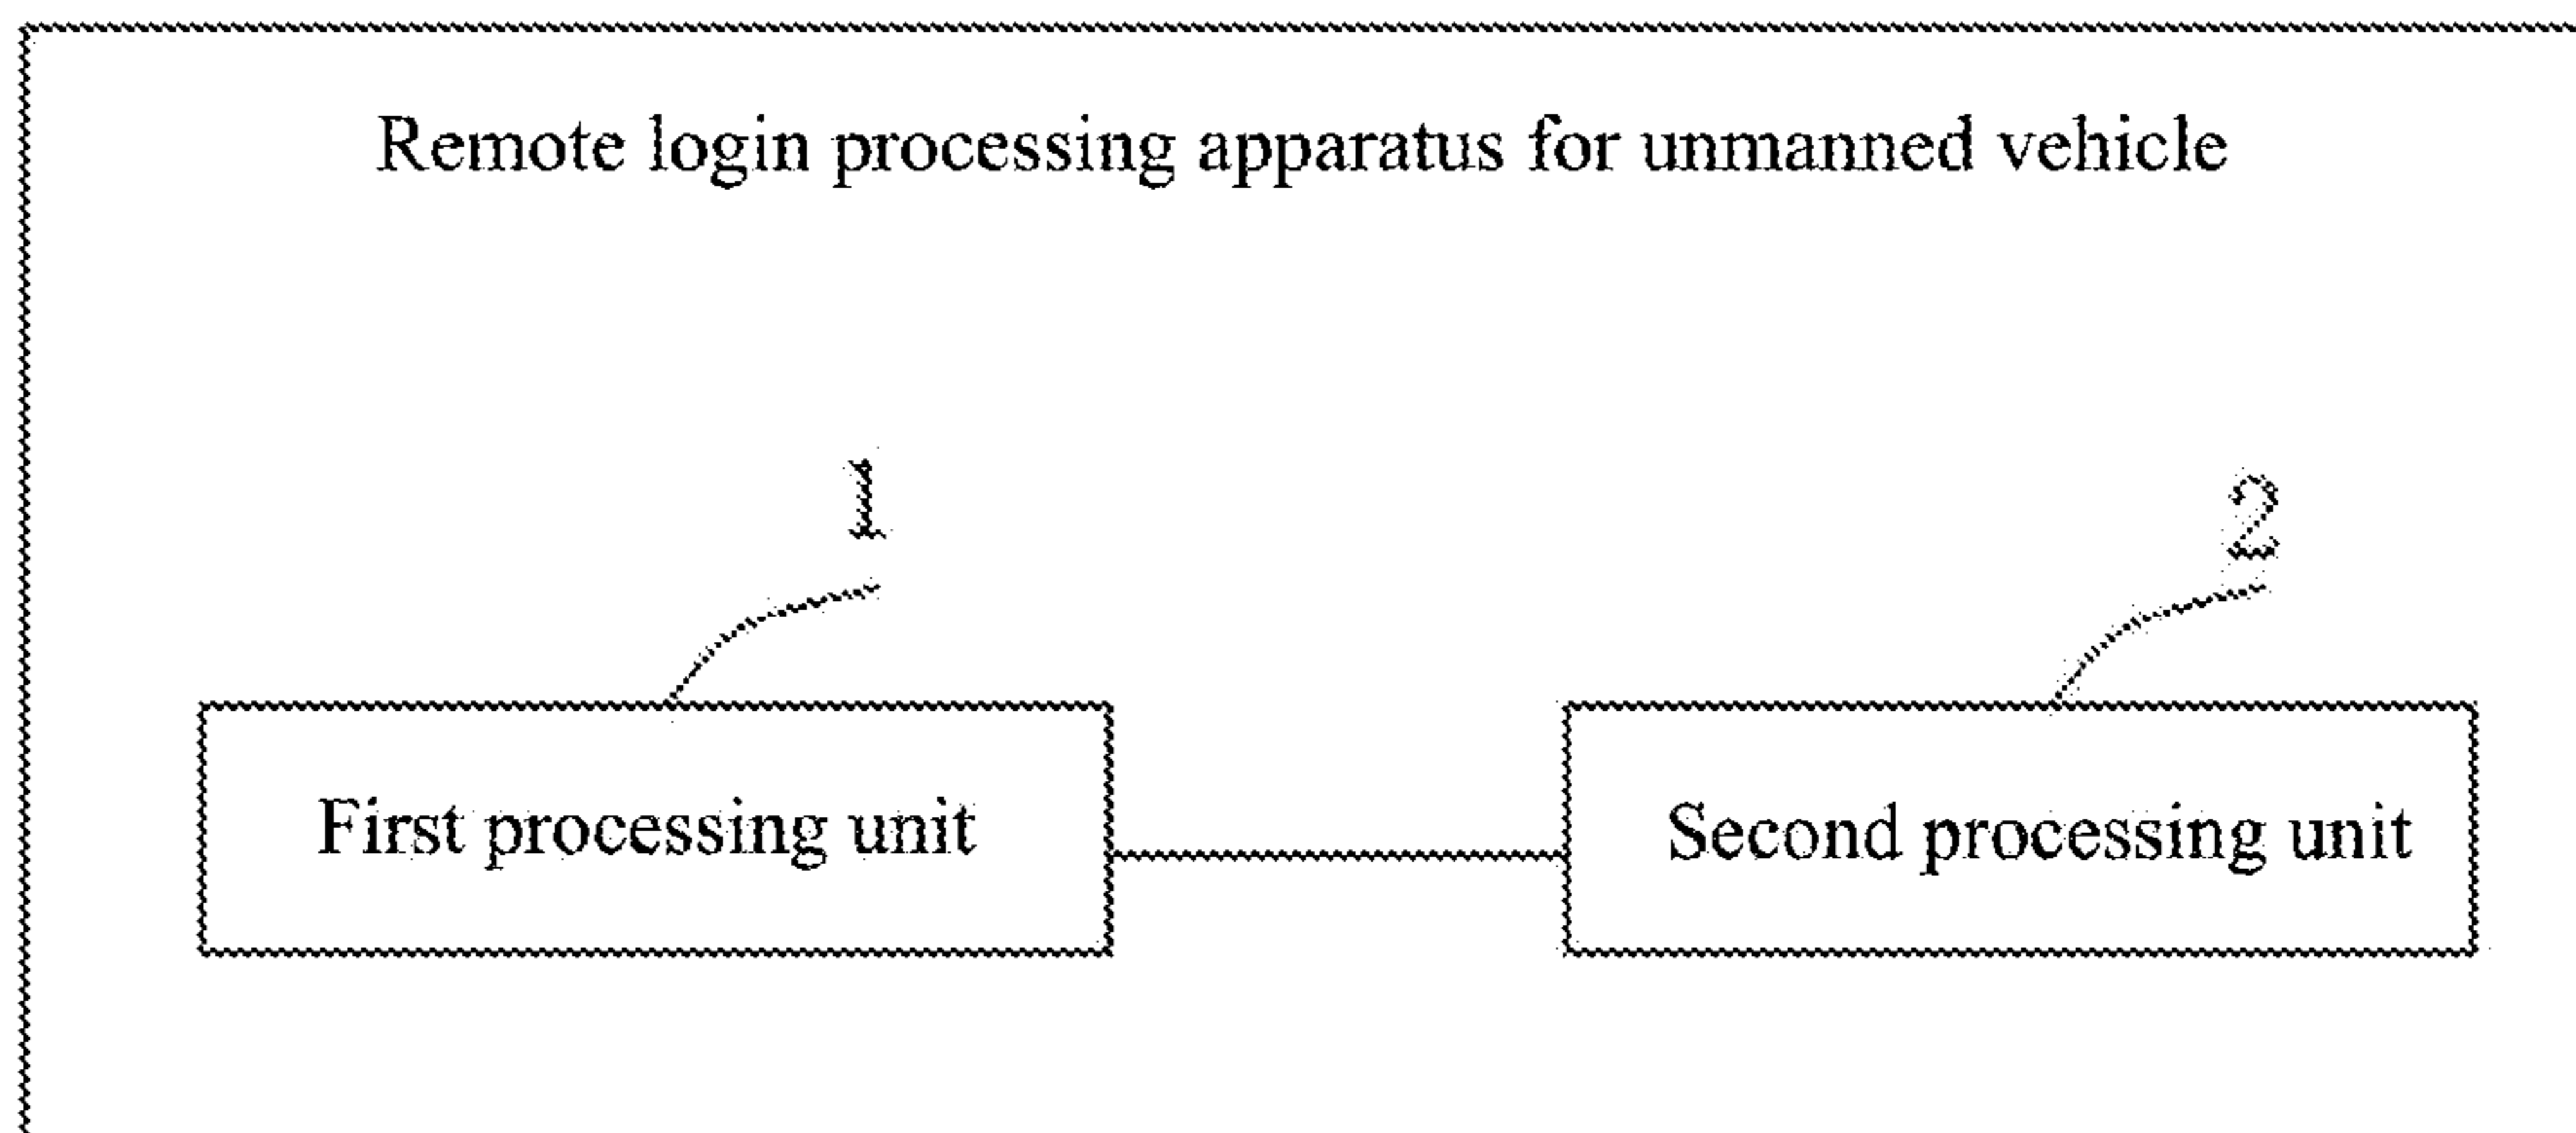 Remote login processing apparatus for unmanned vehicle
1
2
First processing unit
Second processing unit